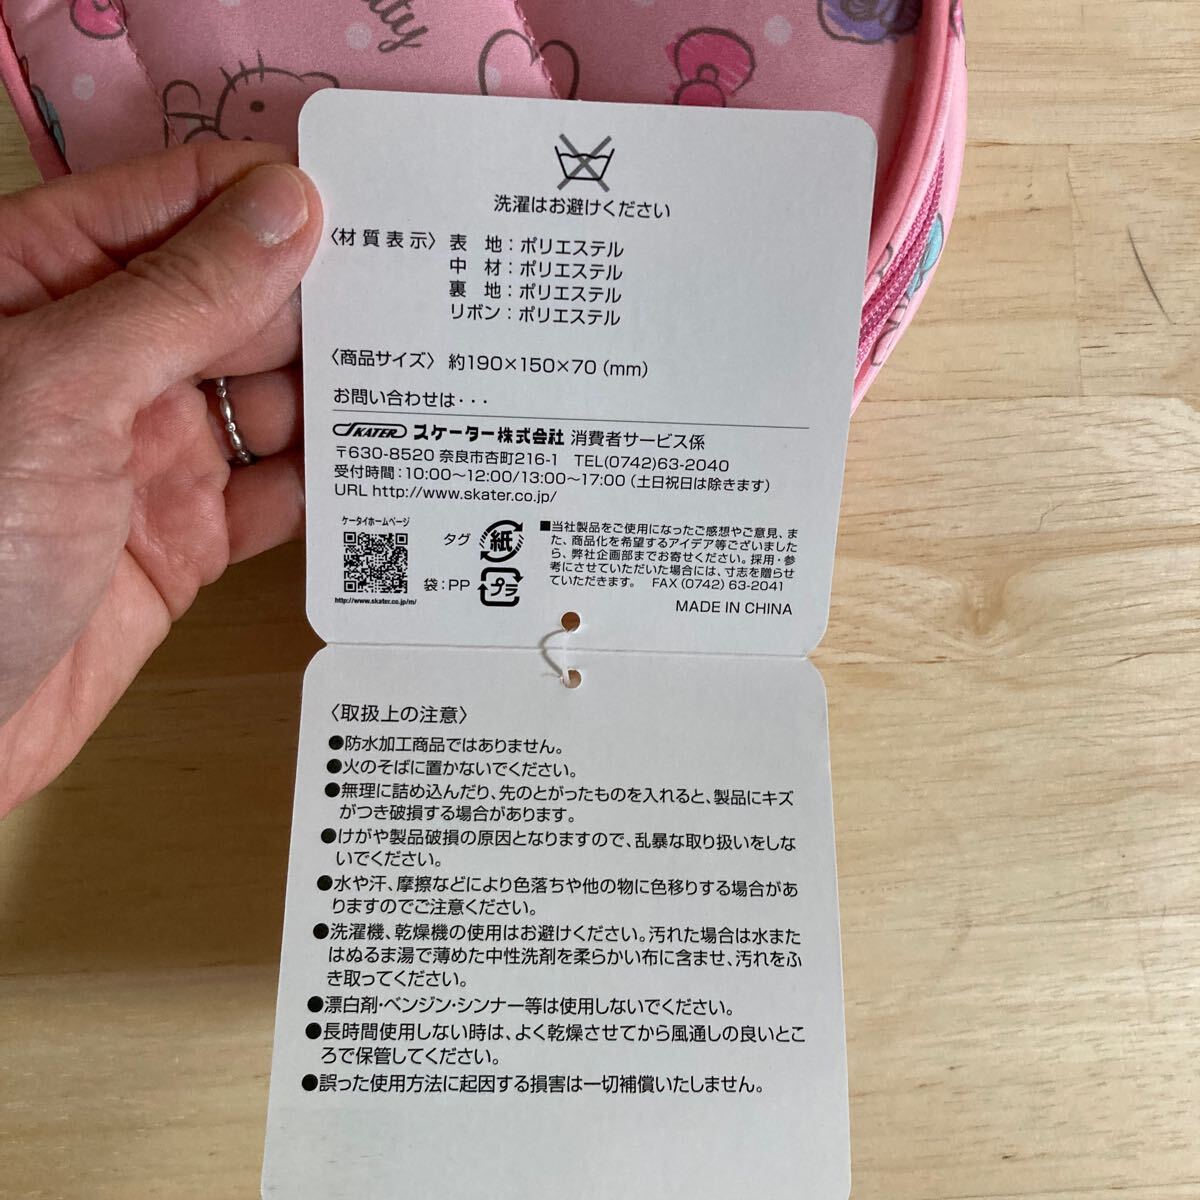 tty
洗濯はお避けください
〈材質表示〉表 地：ポリエステル
中 材：ポリエステル
裏 地：ポリエステル
リボン：ポリエステル
〈商品サイズ〉 約190×150×70 (mm)
お問い合わせは・・・
SKATER スケーター株式会社 消費者サービス係
〒630-8520 奈良市杏町216-1 TEL(0742)63-2040
受付時間：10:00～12:00/13:00～17:00（土日祝日は除きます）
URL http://www.skater.co.jp/
ケータイホームページ
http://www.skater.co.jp/m/
タグ 紙
袋：PP プラ
■当社製品をご使用になったご感想やご意見、ま
た、商品化を希望するアイデア等ございました
ら、弊社企画部までお寄せください。採用・参
考にさせていただいた場合には、寸志を贈らせ
ていただきます。 FAX (0742) 63-2041
MADE IN CHINA
〈取扱上の注意〉
●防水加工商品ではありません。
●火のそばに置かないでください。
●無理に詰め込んだり、先のとがったものを入れると、製品にキズ
がつき破損する場合があります。
●けがや製品破損の原因となりますので、乱暴な取り扱いをしな
いでください。
●水や汗、摩擦などにより色落ちや他の物に色移りする場合があ
りますのでご注意ください。
●洗濯機、乾燥機の使用はお避けください。汚れた場合は水また
はぬるま湯で薄めた中性洗剤を柔らかい布に含ませ、汚れをふ
き取ってください。
●漂白剤・ベンジン・シンナー等は使用しないでください。
●長時間使用しない時は、よく乾燥させてから風通しの良いとこ
ろで保管してください。
●誤った使用方法に起因する損害は一切補償いたしません。